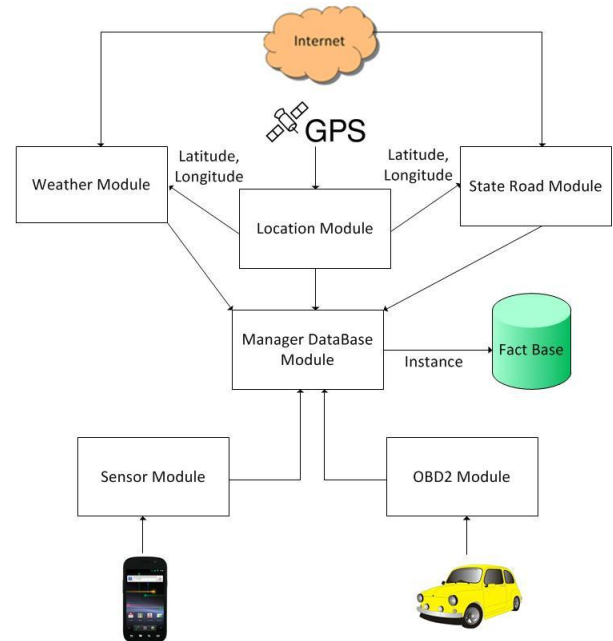 Internet
GPS
Latitude,
Longitude
Latitude,
Longitude
Weather Module
Location Module
State Road Module
Manager DataBase
Module
Instance
Fact Base
Sensor Module
OBD2 Module